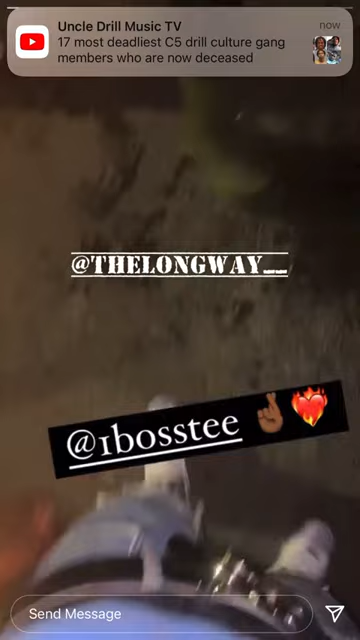 Uncle Drill Music TV
now
17 most deadliest C5 drill culture gang
members who are now deceased
@THELONGWAY__
@1bosstee
Send Message